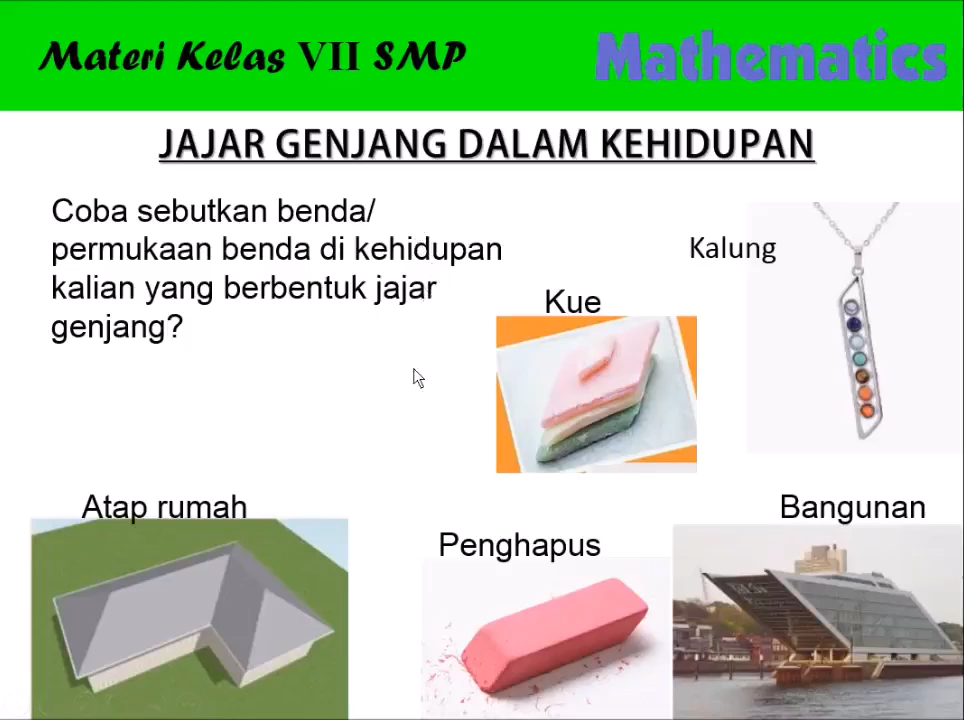 Materi Kelas VII SMP
Mathematics
JAJAR GENJANG DALAM KEHIDUPAN
Coba sebutkan benda/
permukaan benda di kehidupan
kalian yang berbentuk jajar
genjang?
Kalung
Kue
Atap rumah
Penghapus
Bangunan